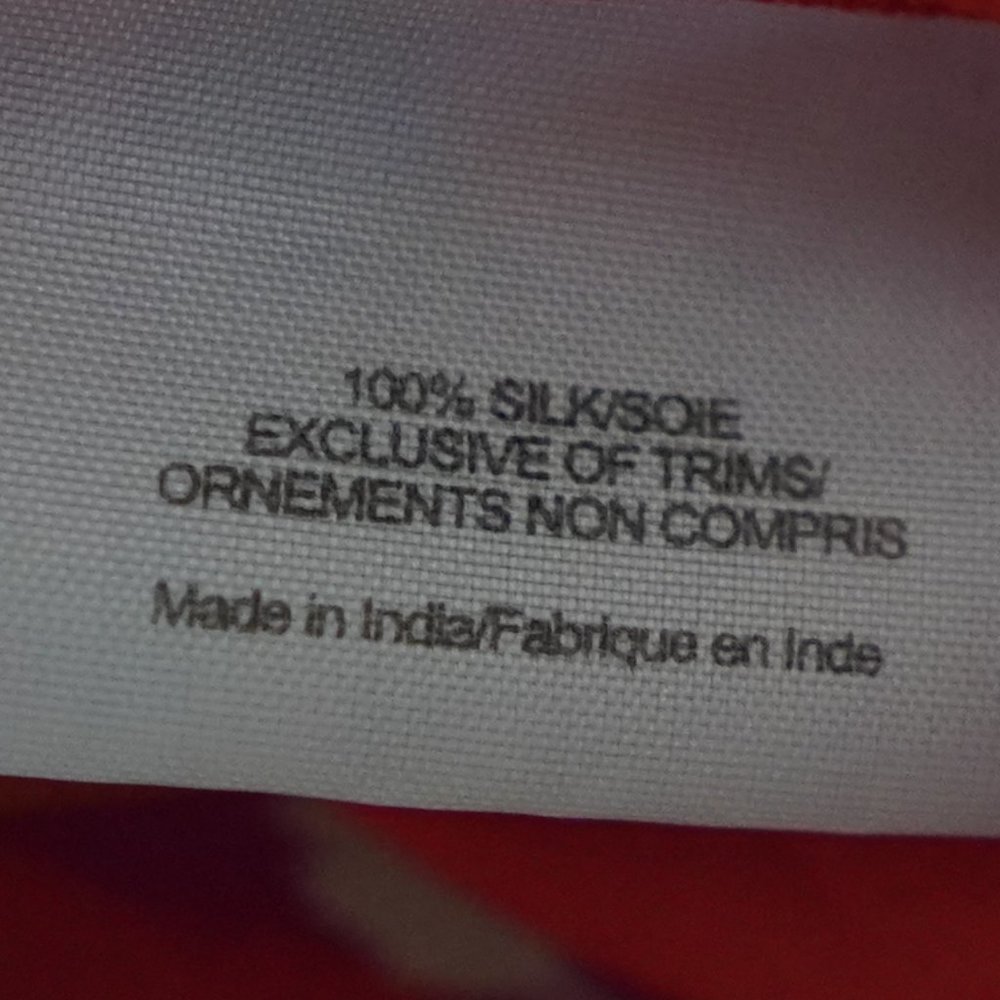 100% SILK/SOIE
EXCLUSIVE OF TRIMS/
ORNEMENTS NON COMPRIS
Made in India/Fabrique en Inde